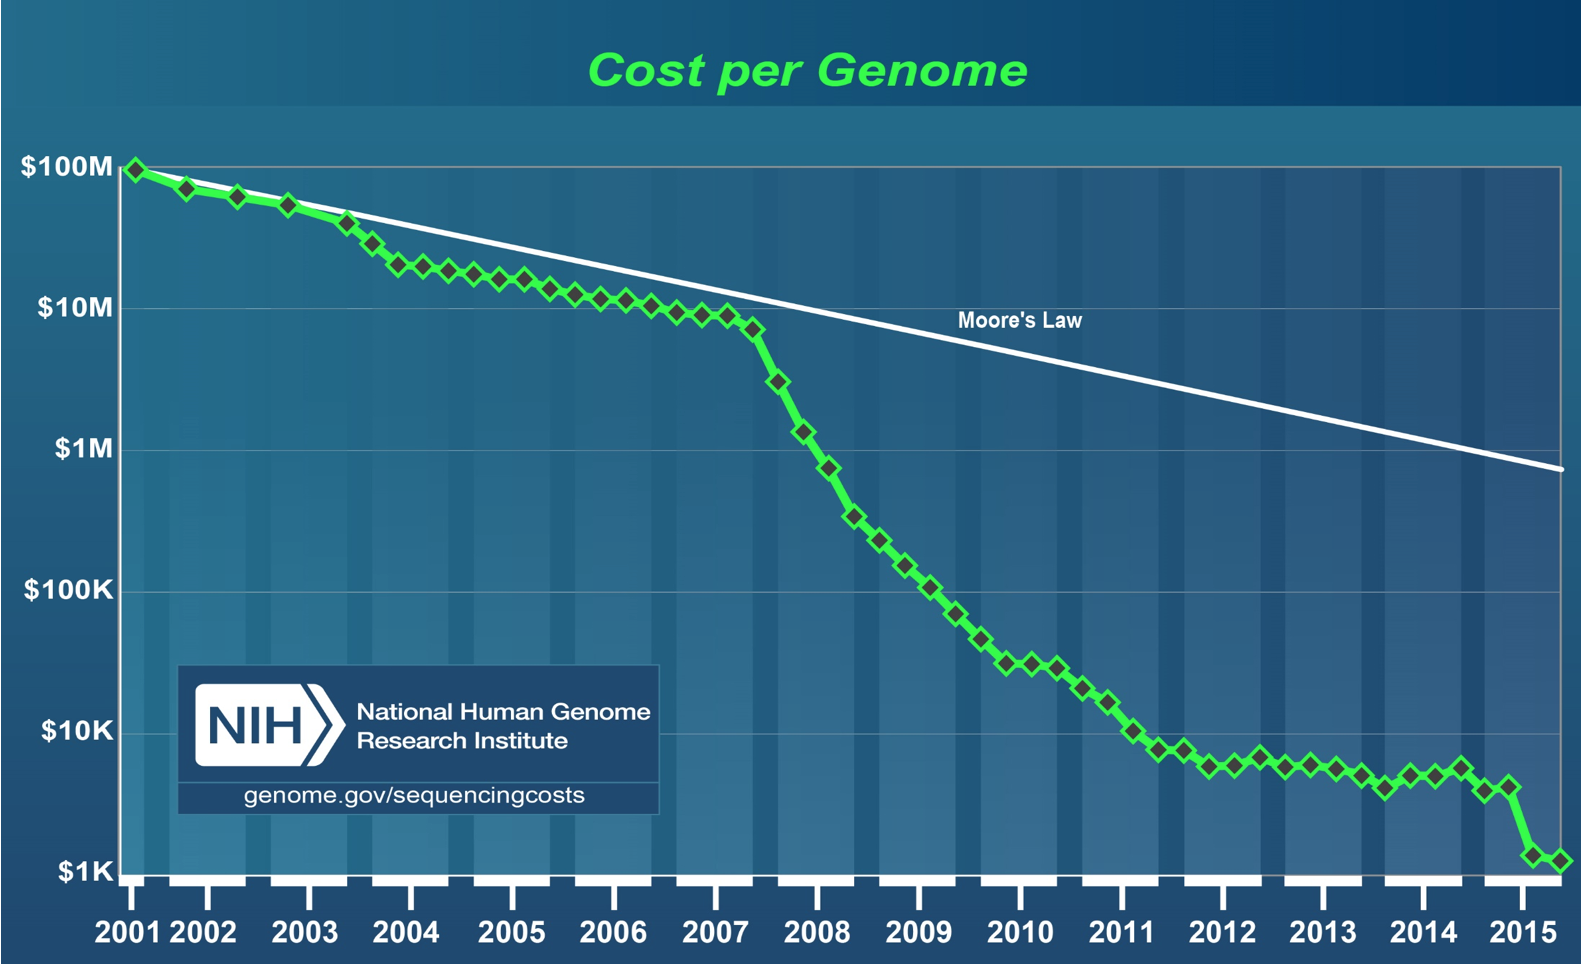 Cost per Genome
$100M
$10M
$1M
$100K
$10K
$1K
Moore's Law
NIH
National Human Genome
Research Institute
genome.gov/sequencingcosts
2001 2002 2003 2004 2005 2006 2007 2008 2009 2010 2011 2012 2013 2014 2015